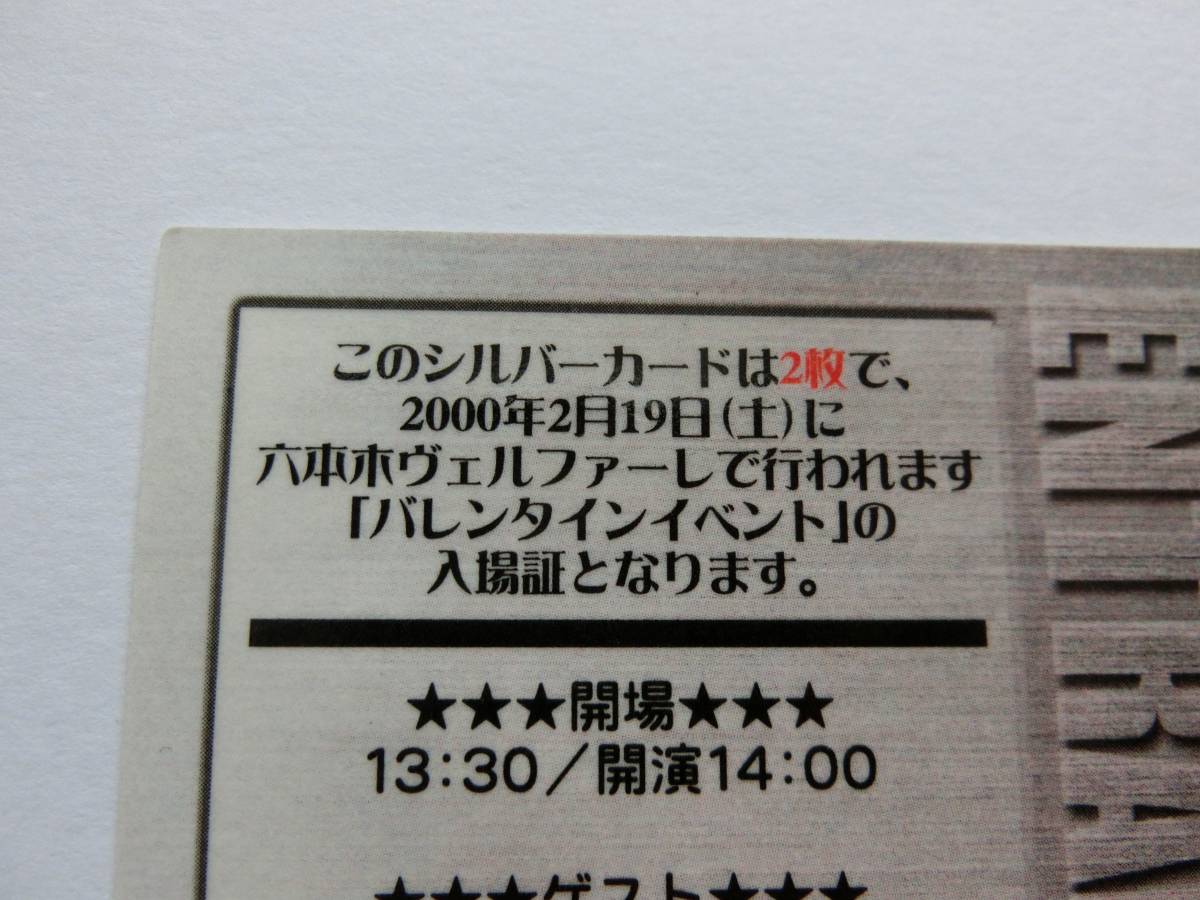 このシルバーカードは2枚で、
2000年2月19日(土)に
六本木ヴェルファーレで行われます
「バレンタインイベント」の
入場証となります。
★★★開場★★★
13:30/開演14:00
★★★ゲスト★★★